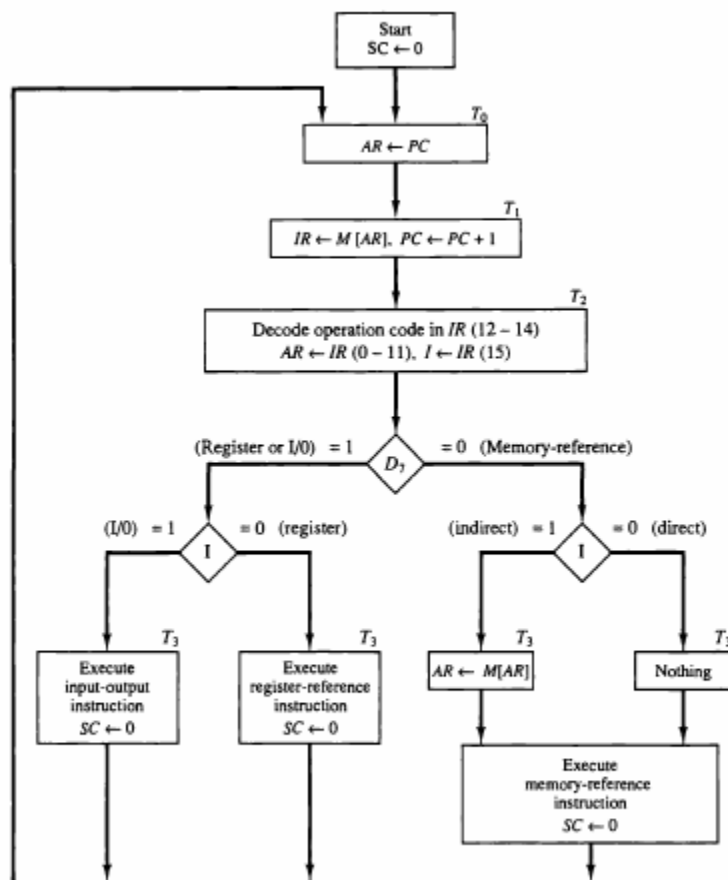 Start
SC ← 0
T0
AR ← PC
T1
IR ← M [AR], PC ← PC + 1
T2
Decode operation code in IR (12 – 14)
AR ← IR (0 – 11), I ← IR (15)
(Register or I/0) = 1
D7
= 0 (Memory-reference)
(I/0) = 1
I
= 0 (register)
(indirect) = 1
I
= 0 (direct)
T3
Execute
input-output
instruction
SC ← 0
T3
Execute
register-reference
instruction
SC ← 0
T3
AR ← M[AR]
T3
Nothing
Execute
memory-reference
instruction
SC ← 0